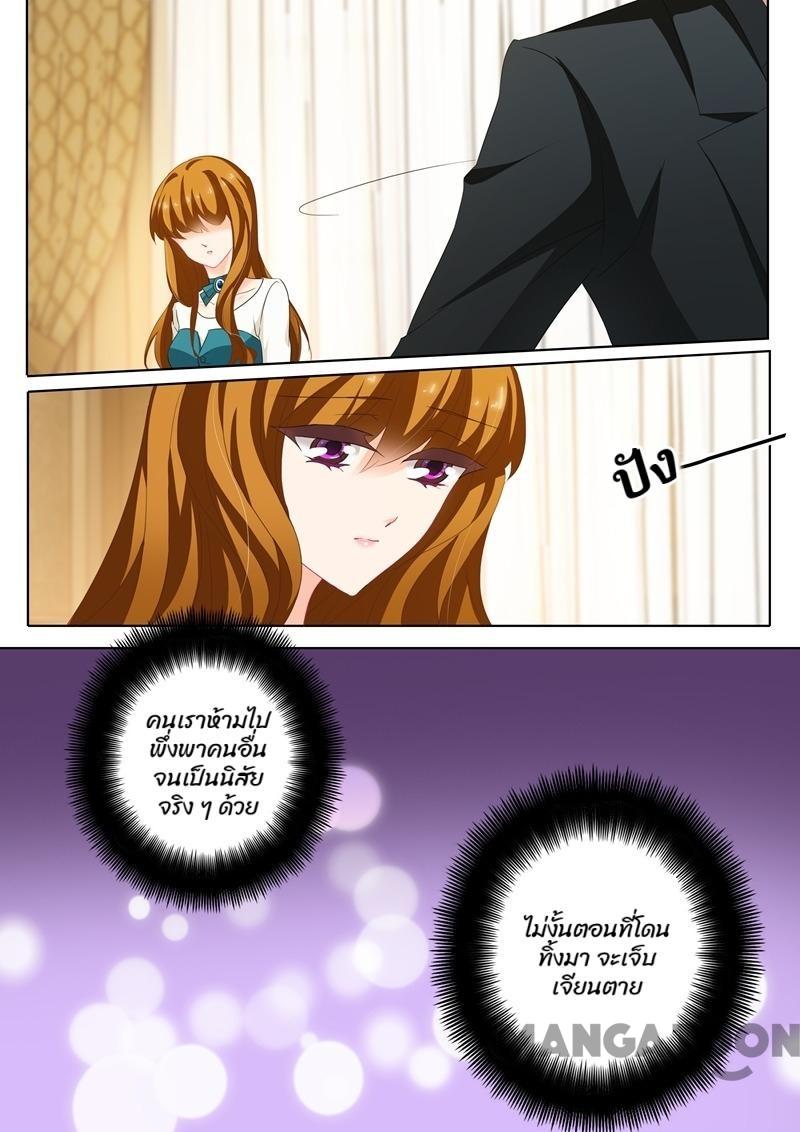 ปัง
คนเราห้ามไป
พึ่งพาคนอื่น
จนเป็นนิสัย
จริง ๆ ด้วย
ไม่งั้นตอนที่โดน
ทิ้งมา จะเจ็บ
เจียนตาย